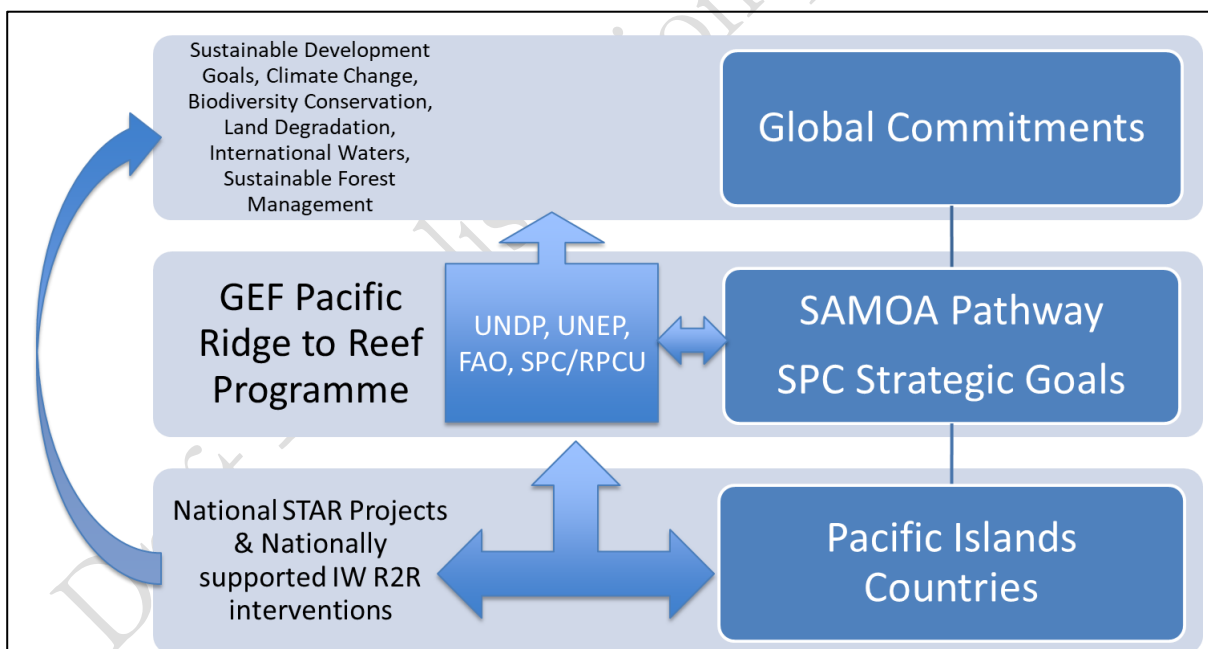 Sustainable Development
Goals, Climate Change,
Biodiversity Conservation,
Land Degradation,
International Waters,
Sustainable Forest
Management
Global Commitments
GEF Pacific
Ridge to Reef
Programme
UNDP, UNEP,
FAO, SPC/RPCU
SAMOA Pathway
SPC Strategic Goals
National STAR Projects
& Nationally
supported IW R2R
interventions
Pacific Islands
Countries